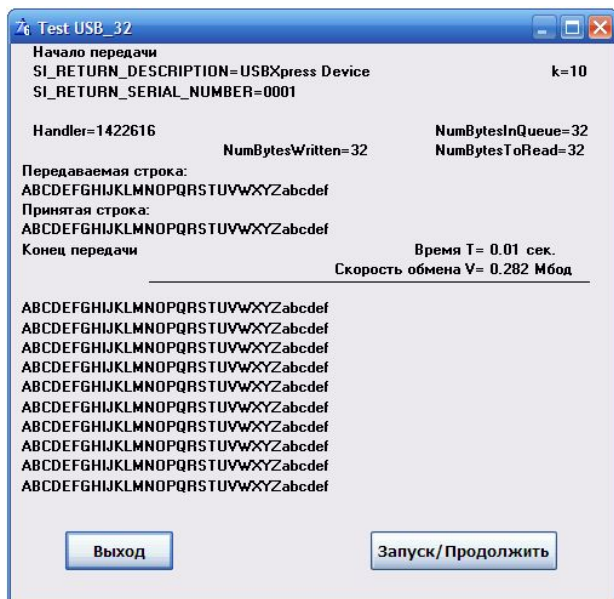 Test USB_32
Начало передачи
SI_RETURN_DESCRIPTION=USBXpress Device k=10
SI_RETURN_SERIAL_NUMBER=0001
Handler=1422616 NumBytesInQueue=32
NumBytesWritten=32 NumBytesToRead=32
Передаваемая строка:
ABCDEFGHIJKLMNOPQRSTUVWXYZabcdef
Принятая строка:
ABCDEFGHIJKLMNOPQRSTUVWXYZabcdef
Конец передачи Время T= 0.01 сек.
Скорость обмена V= 0.282 Мбод
ABCDEFGHIJKLMNOPQRSTUVWXYZabcdef
ABCDEFGHIJKLMNOPQRSTUVWXYZabcdef
ABCDEFGHIJKLMNOPQRSTUVWXYZabcdef
ABCDEFGHIJKLMNOPQRSTUVWXYZabcdef
ABCDEFGHIJKLMNOPQRSTUVWXYZabcdef
ABCDEFGHIJKLMNOPQRSTUVWXYZabcdef
ABCDEFGHIJKLMNOPQRSTUVWXYZabcdef
ABCDEFGHIJKLMNOPQRSTUVWXYZabcdef
ABCDEFGHIJKLMNOPQRSTUVWXYZabcdef
ABCDEFGHIJKLMNOPQRSTUVWXYZabcdef
Выход Запуск/Продолжить